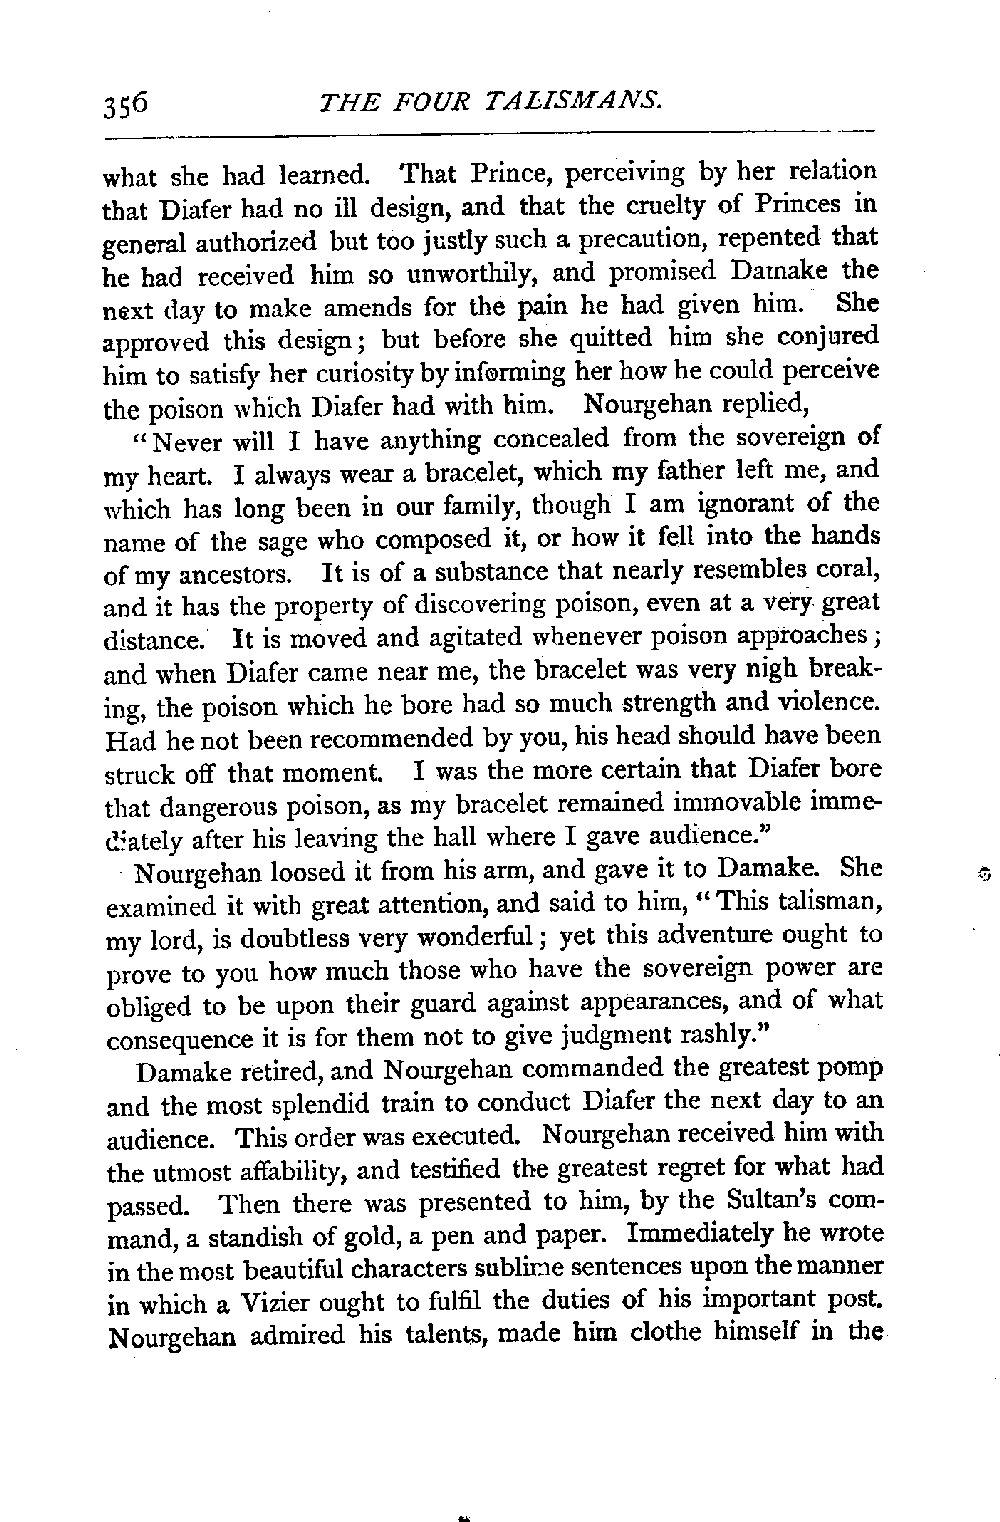 356 THE FOUR TALISMANS.
what she had learned. That Prince, perceiving by her relation
that Diafer had no ill design, and that the cruelty of Princes in
general authorized but too justly such a precaution, repented that
he had received him so unworthily, and promised Damake the
next day to make amends for the pain he had given him. She
approved this design; but before she quitted him she conjured
him to satisfy her curiosity by informing her how he could perceive
the poison which Diafer had with him. Nourgehan replied,
"Never will I have anything concealed from the sovereign of
my heart. I always wear a bracelet, which my father left me, and
which has long been in our family, though I am ignorant of the
name of the sage who composed it, or how it fell into the hands
of my ancestors. It is of a substance that nearly resembles coral,
and it has the property of discovering poison, even at a very great
distance. It is moved and agitated whenever poison approaches;
and when Diafer came near me, the bracelet was very nigh break-
ing, the poison which he bore had so much strength and violence.
Had he not been recommended by you, his head should have been
struck off that moment. I was the more certain that Diafer bore
that dangerous poison, as my bracelet remained immovable imme-
diately after his leaving the hall where I gave audience."
Nourgehan loosed it from his arm, and gave it to Damake. She
examined it with great attention, and said to him, "This talisman,
my lord, is doubtless very wonderful; yet this adventure ought to
prove to you how much those who have the sovereign power are
obliged to be upon their guard against appearances, and of what
consequence it is for them not to give judgment rashly."
Damake retired, and Nourgehan commanded the greatest pomp
and the most splendid train to conduct Diafer the next day to an
audience. This order was executed. Nourgehan received him with
the utmost affability, and testified the greatest regret for what had
passed. Then there was presented to him, by the Sultan's com-
mand, a standish of gold, a pen and paper. Immediately he wrote
in the most beautiful characters sublime sentences upon the manner
in which a Vizier ought to fulfil the duties of his important post.
Nourgehan admired his talents, made him clothe himself in the